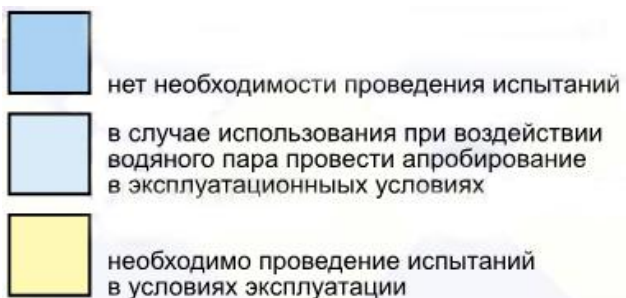 нет необходимости проведения испытаний
в случае использования при воздействии
водяного пара провести апробирование
в эксплуатационныых условиях
необходимо проведение испытаний
в условиях эксплуатации